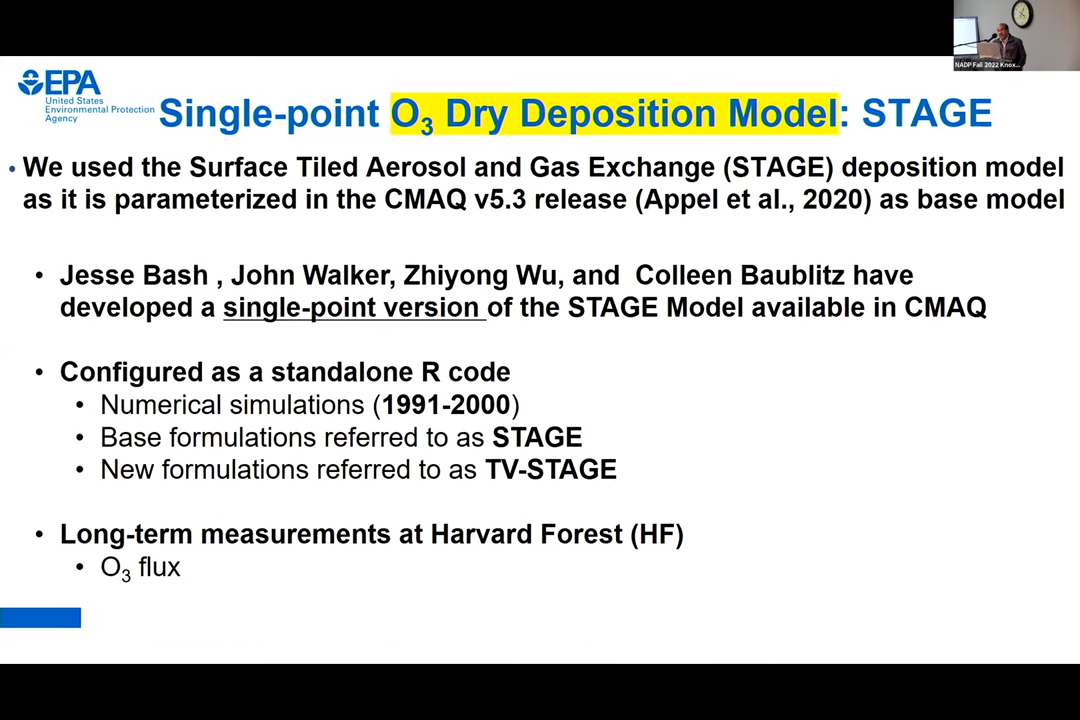 NADP Fall 2022 Knox...
EPA
United States
Environmental Protection
Agency
Single-point O₃ Dry Deposition Model: STAGE
• We used the Surface Tiled Aerosol and Gas Exchange (STAGE) deposition model
as it is parameterized in the CMAQ v5.3 release (Appel et al., 2020) as base model
• Jesse Bash , John Walker, Zhiyong Wu, and Colleen Baublitz have
developed a single-point version of the STAGE Model available in CMAQ
• Configured as a standalone R code
• Numerical simulations (1991-2000)
• Base formulations referred to as STAGE
• New formulations referred to as TV-STAGE
• Long-term measurements at Harvard Forest (HF)
• O₃ flux